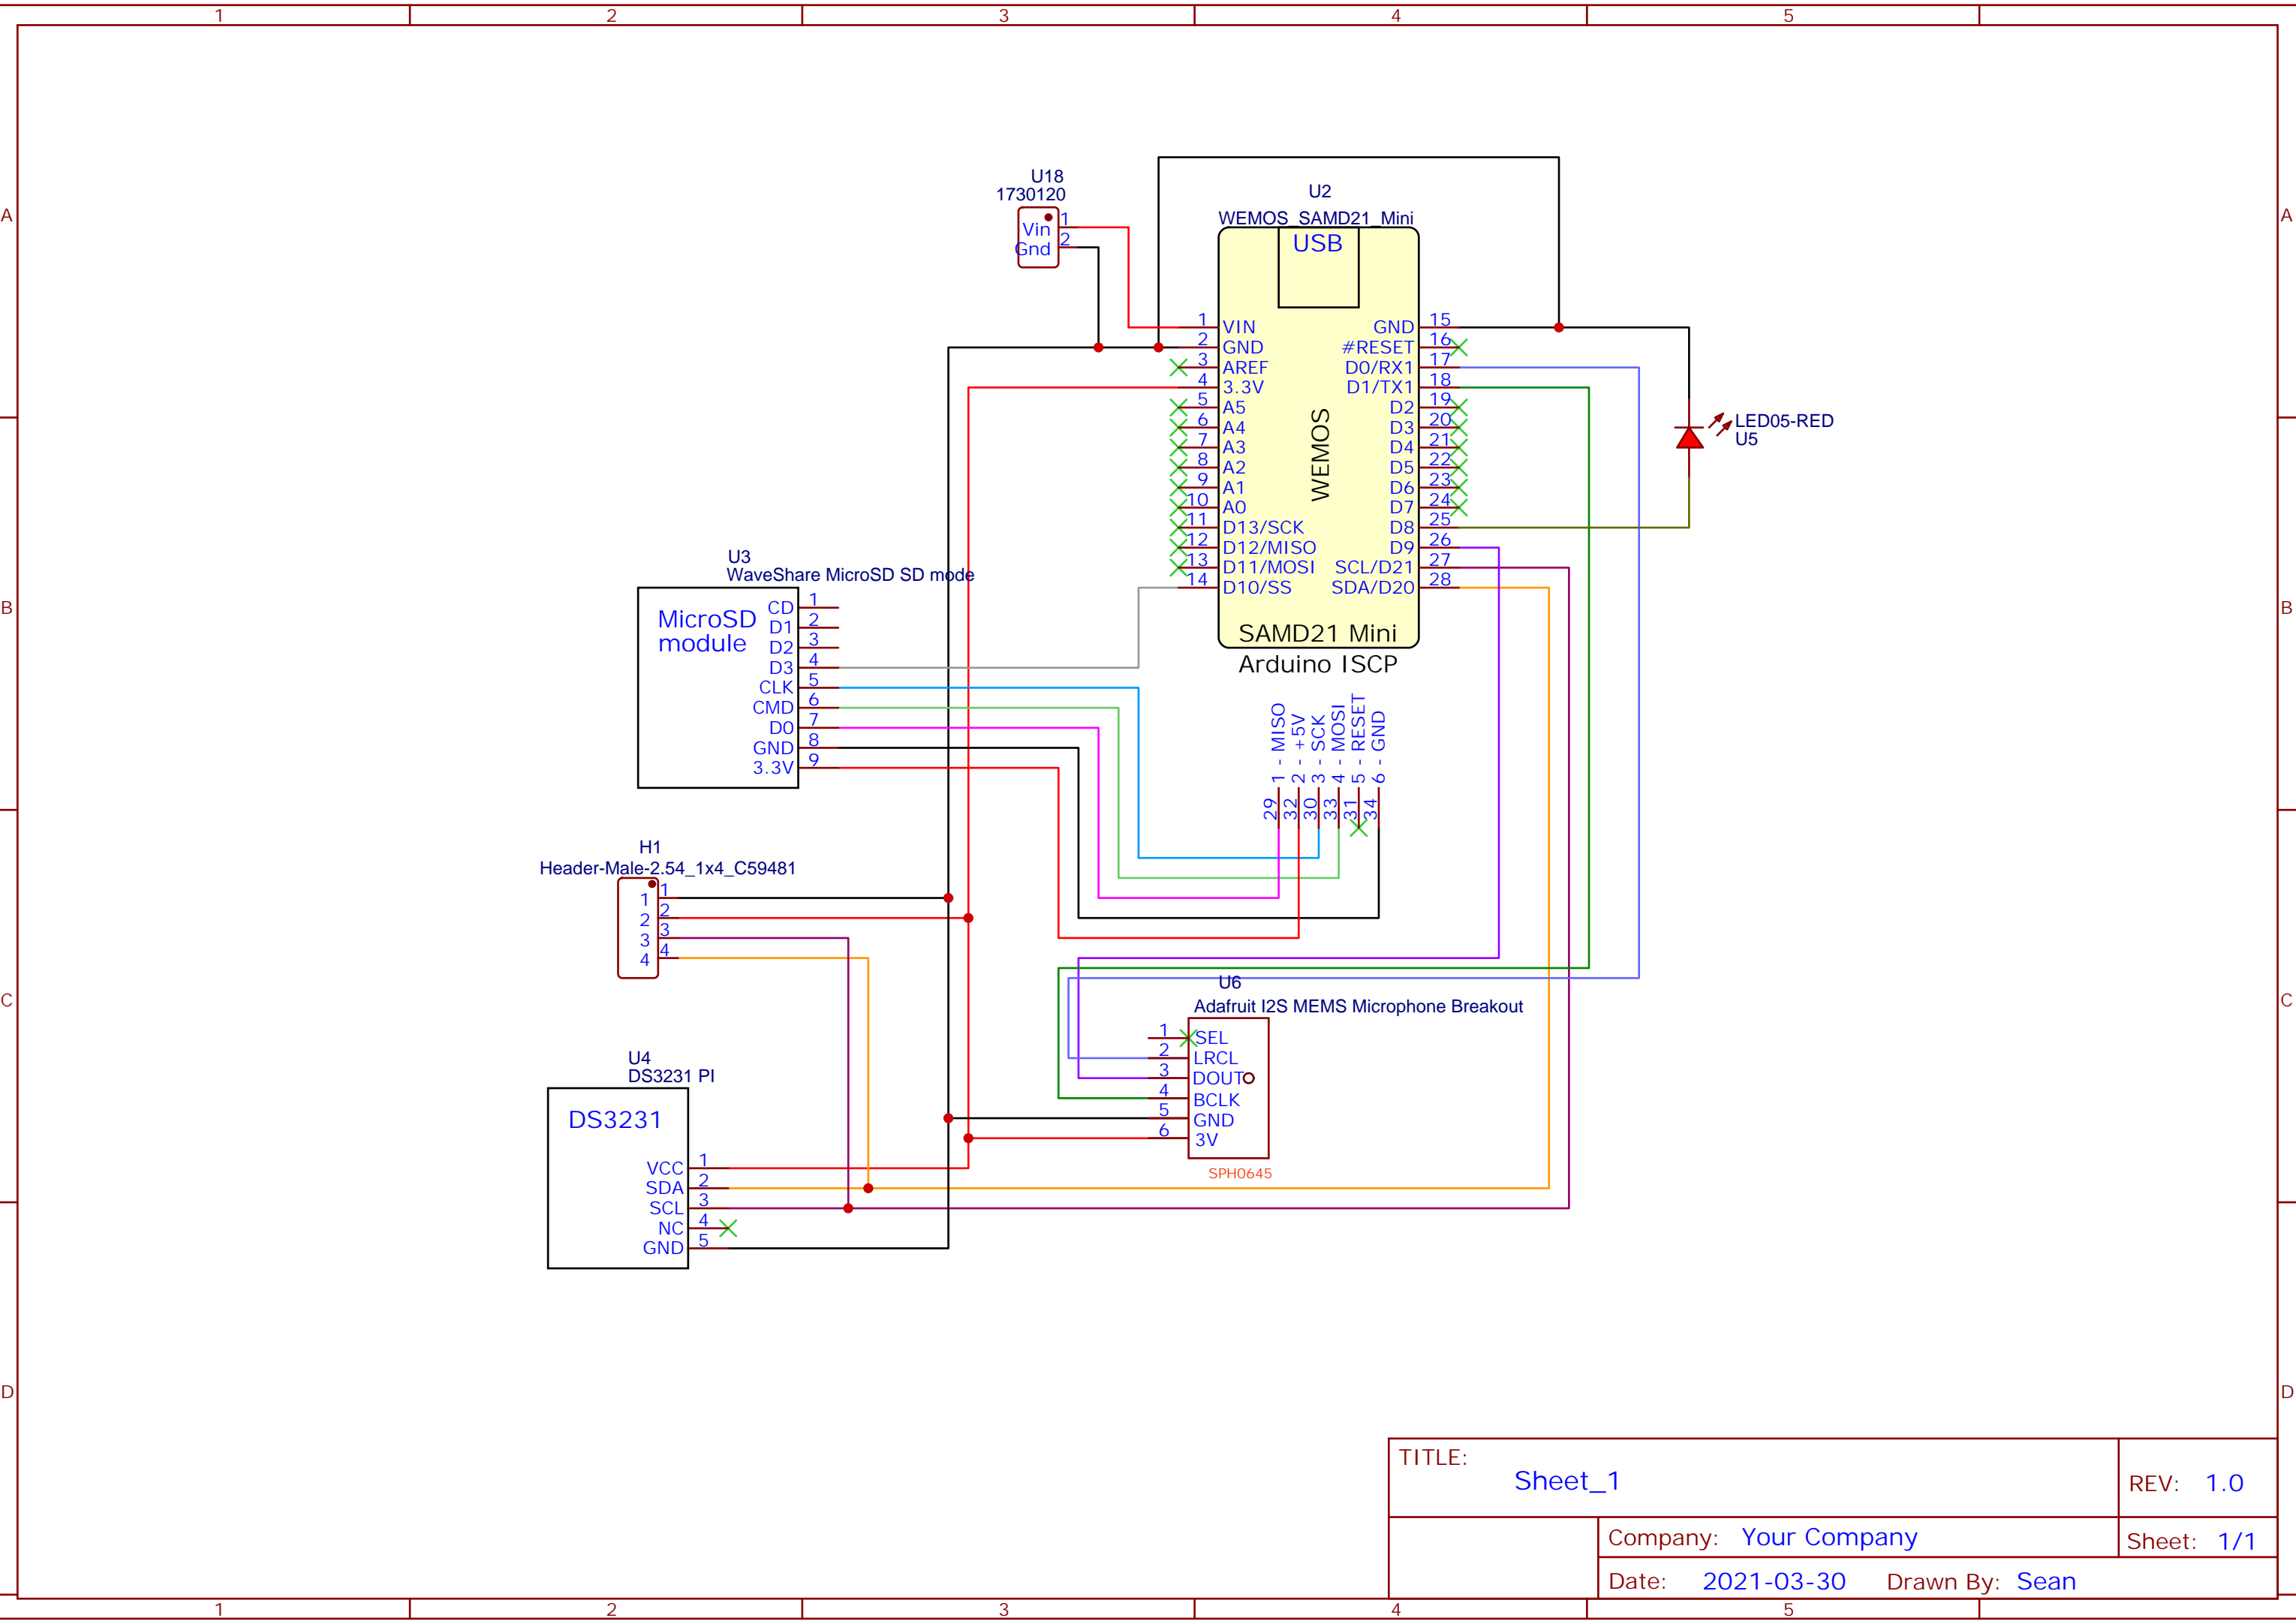 1 2 3 4 5
A A
B B
C C
D D
1 2 3 4 5
U18
1730120
Vin 1
Gnd 2
U2
WEMOS_SAMD21_Mini
USB
WEMOS
1 VIN
2 GND
3 AREF
4 3.3V
5 A5
6 A4
7 A3
8 A2
9 A1
10 A0
11 D13/SCK
12 D12/MISO
13 D11/MOSI
14 D10/SS
GND 15
#RESET 16
D0/RX1 17
D1/TX1 18
D2 19
D3 20
D4 21
D5 22
D6 23
D7 24
D8 25
D9 26
SCL/D21 27
SDA/D20 28
SAMD21 Mini
Arduino ISCP
1 - MISO 29
2 - +5V 32
3 - SCK 30
4 - MOSI 33
5 - RESET 31
6 - GND 34
LED05-RED
U5
U3
WaveShare MicroSD SD mode
MicroSD
module
CD 1
D1 2
D2 3
D3 4
CLK 5
CMD 6
D0 7
GND 8
3.3V 9
H1
Header-Male-2.54_1x4_C59481
1 1
2 2
3 3
4 4
U6
Adafruit I2S MEMS Microphone Breakout
1 SEL
2 LRCL
3 DOUT
4 BCLK
5 GND
6 3V
SPH0645
U4
DS3231 PI
DS3231
VCC 1
SDA 2
SCL 3
NC 4
GND 5
TITLE:
Sheet_1
REV: 1.0
Company: Your Company
Sheet: 1/1
Date: 2021-03-30 Drawn By: Sean